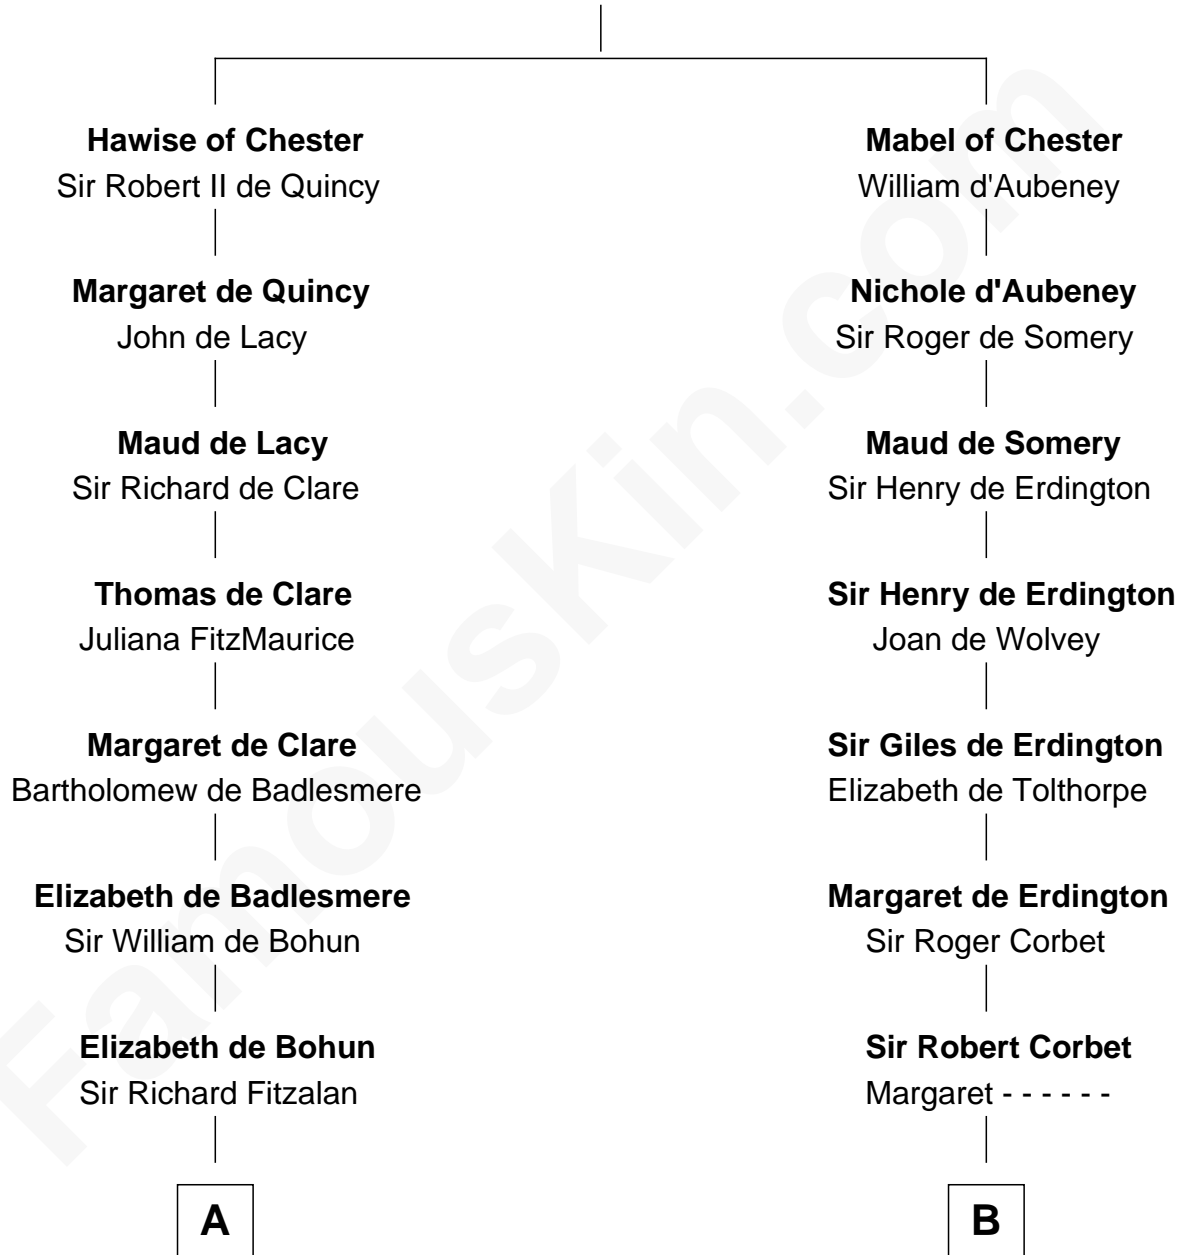 Hawise of Chester
Sir Robert II de Quincy
Margaret de Quincy
John de Lacy
Maud de Lacy
Sir Richard de Clare
Thomas de Clare
Juliana FitzMaurice
Margaret de Clare
Bartholomew de Badlesmere
Elizabeth de Badlesmere
Sir William de Bohun
Elizabeth de Bohun
Sir Richard Fitzalan
A
Mabel of Chester
William d'Aubeney
Nichole d'Aubeney
Sir Roger de Somery
Maud de Somery
Sir Henry de Erdington
Sir Henry de Erdington
Joan de Wolvey
Sir Giles de Erdington
Elizabeth de Tolthorpe
Margaret de Erdington
Sir Roger Corbet
Sir Robert Corbet
Margaret - - - - - -
B
FamousKin.com